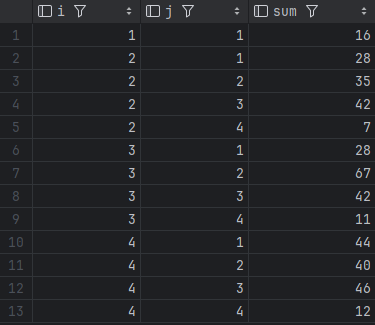 i j sum
1 1 1 16
2 2 1 28
3 2 2 35
4 2 3 42
5 2 4 7
6 3 1 28
7 3 2 67
8 3 3 42
9 3 4 11
10 4 1 44
11 4 2 40
12 4 3 46
13 4 4 12